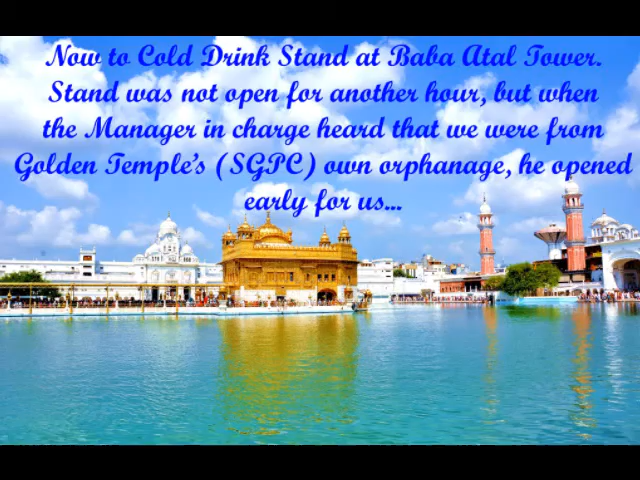 Now to Cold Drink Stand at Baba Atal Tower.
Stand was not open for another hour, but when
the Manager in charge heard that we were from
Golden Temple's (SGPC) own orphanage, he opened
early for us...